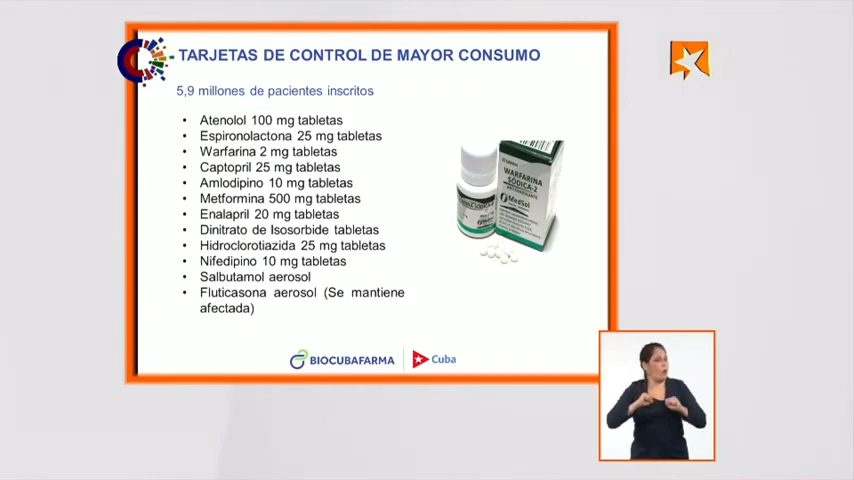 TARJETAS DE CONTROL DE MAYOR CONSUMO
5,9 millones de pacientes inscritos
• Atenolol 100 mg tabletas
• Espironolactona 25 mg tabletas
• Warfarina 2 mg tabletas
• Captopril 25 mg tabletas
• Amlodipino 10 mg tabletas
• Metformina 500 mg tabletas
• Enalapril 20 mg tabletas
• Dinitrato de Isosorbide tabletas
• Hidroclorotiazida 25 mg tabletas
• Nifedipino 10 mg tabletas
• Salbutamol aerosol
• Fluticasona aerosol (Se mantiene
afectada)
WARFARINA
SÓDICA-2
MedSol
BIOCUBAFARMA
Cuba